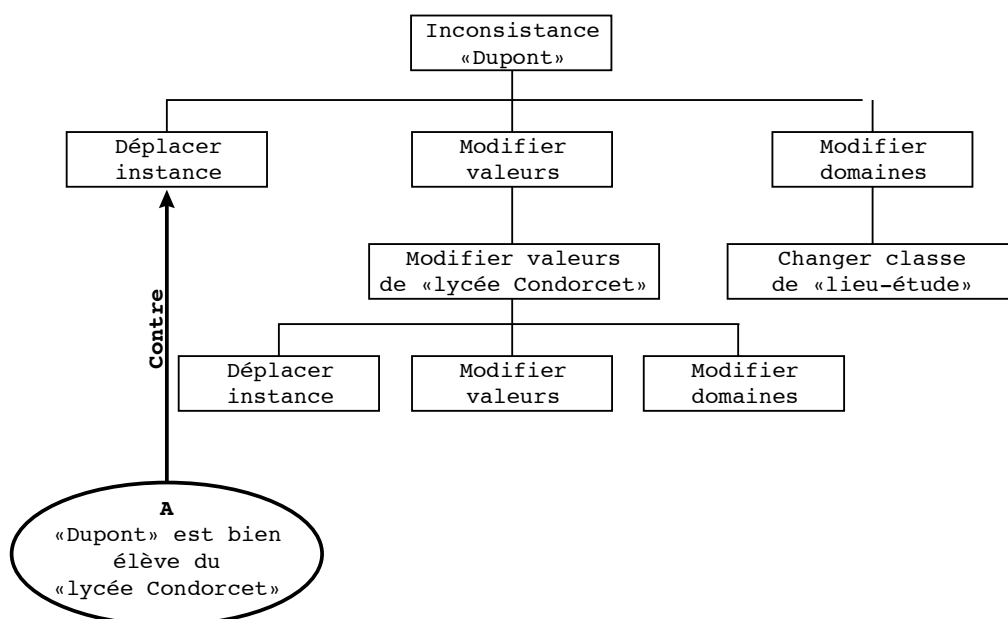 Inconsistance
«Dupont»
Déplacer
instance
Modifier
valeurs
Modifier
domaines
Modifier valeurs
de «lycée Condorcet»
Changer classe
de «lieu-étude»
Contre
Déplacer
instance
Modifier
valeurs
Modifier
domaines
A
«Dupont» est bien
élève du
«lycée Condorcet»